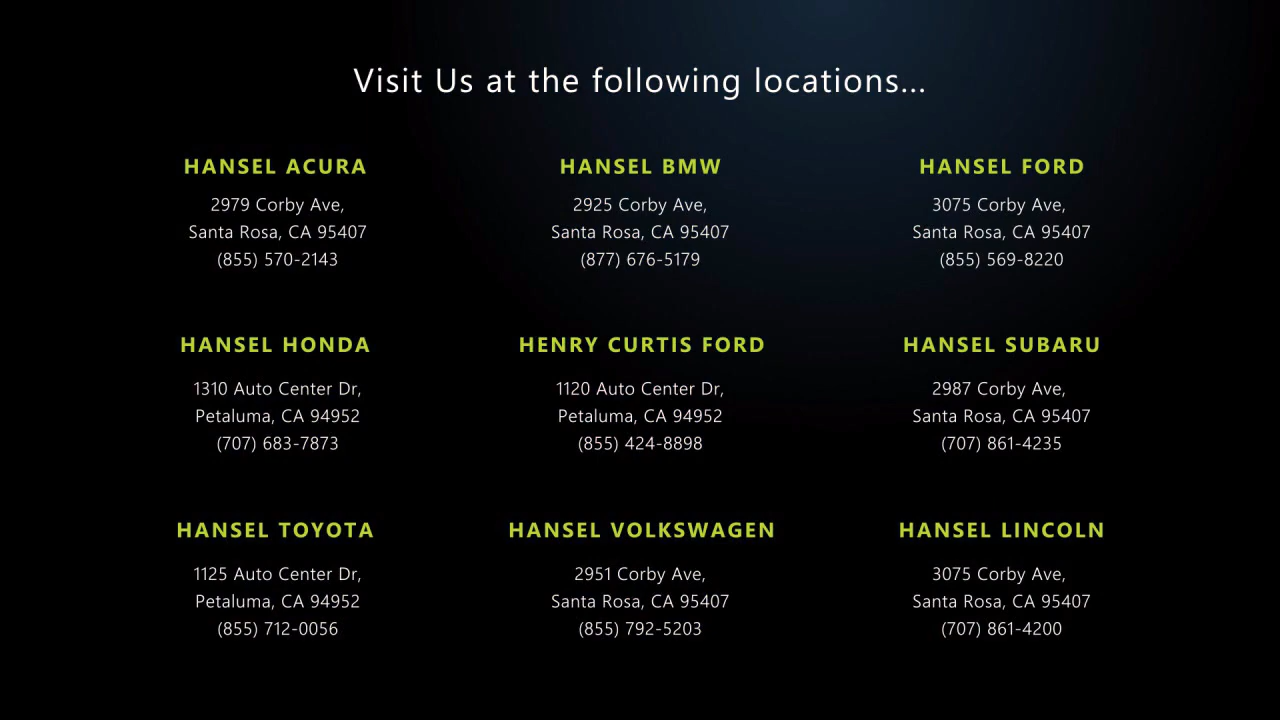 Visit Us at the following locations...
HANSEL ACURA
2979 Corby Ave,
Santa Rosa, CA 95407
(855) 570-2143
HANSEL BMW
2925 Corby Ave,
Santa Rosa, CA 95407
(877) 676-5179
HANSEL FORD
3075 Corby Ave,
Santa Rosa, CA 95407
(855) 569-8220
HANSEL HONDA
1310 Auto Center Dr,
Petaluma, CA 94952
(707) 683-7873
HENRY CURTIS FORD
1120 Auto Center Dr,
Petaluma, CA 94952
(855) 424-8898
HANSEL SUBARU
2987 Corby Ave,
Santa Rosa, CA 95407
(707) 861-4235
HANSEL TOYOTA
1125 Auto Center Dr,
Petaluma, CA 94952
(855) 712-0056
HANSEL VOLKSWAGEN
2951 Corby Ave,
Santa Rosa, CA 95407
(855) 792-5203
HANSEL LINCOLN
3075 Corby Ave,
Santa Rosa, CA 95407
(707) 861-4200